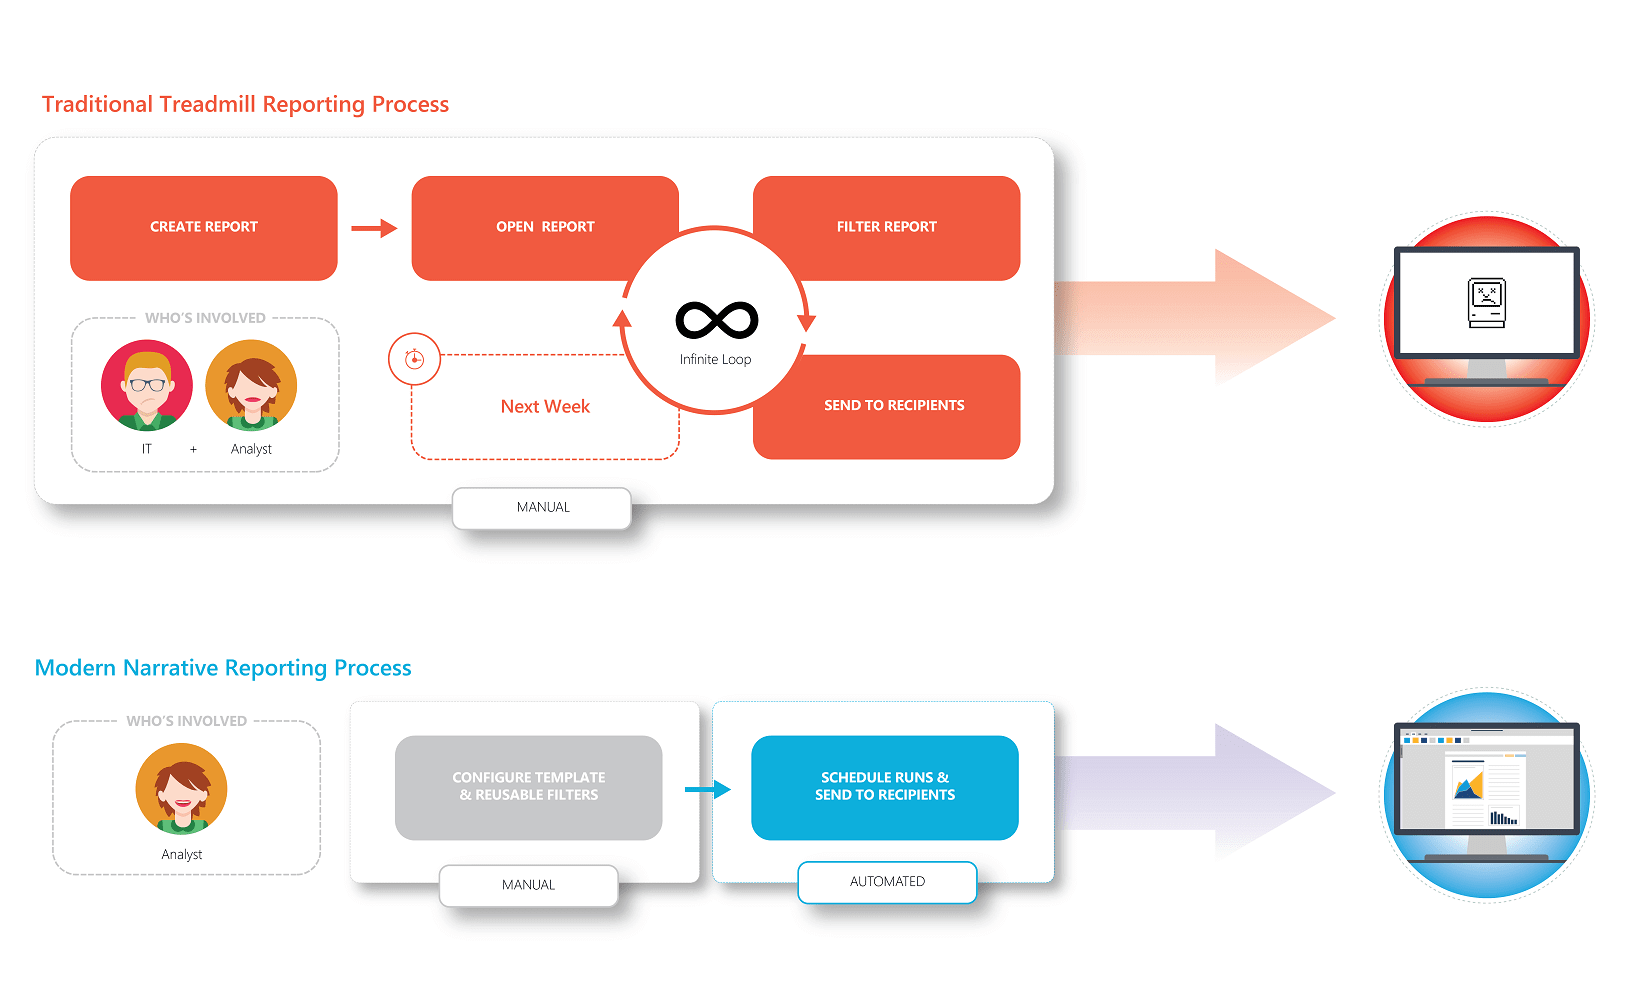 Traditional Treadmill Reporting Process
CREATE REPORT
OPEN REPORT
FILTER REPORT
WHO'S INVOLVED
IT + Analyst
Infinite Loop
Next Week
SEND TO RECIPIENTS
MANUAL
Modern Narrative Reporting Process
WHO'S INVOLVED
Analyst
CONFIGURE TEMPLATE
& REUSABLE FILTERS
MANUAL
SCHEDULE RUNS &
SEND TO RECIPIENTS
AUTOMATED